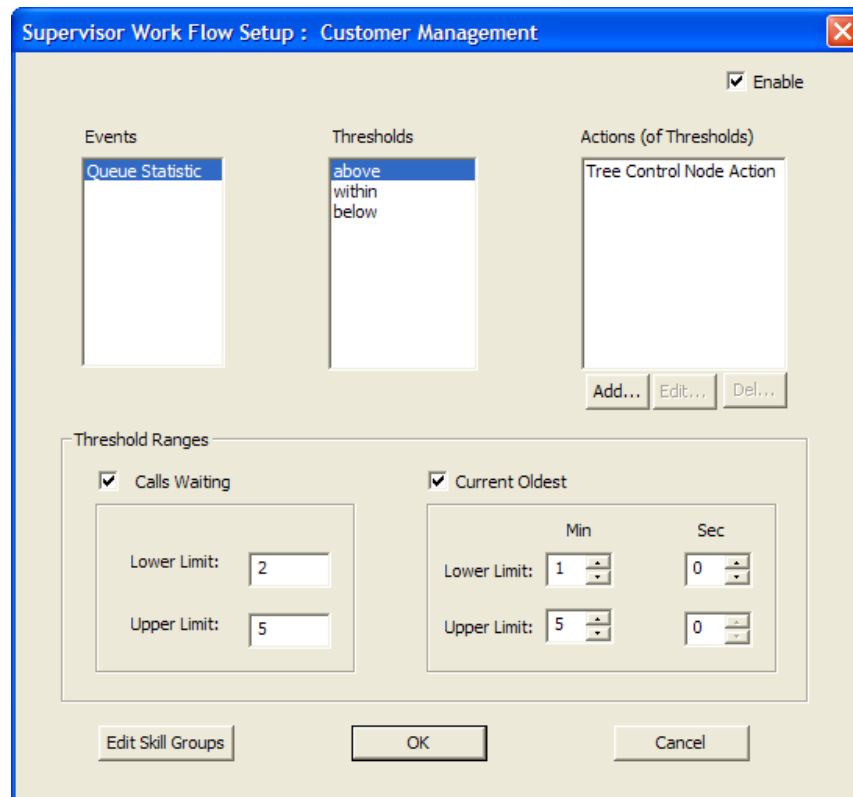 Supervisor Work Flow Setup : Customer Management
Enable
Events
Thresholds
Actions (of Thresholds)
Queue Statistic
above
within
below
Tree Control Node Action
Add...
Edit...
Del...
Threshold Ranges
Calls Waiting
Lower Limit: 2
Upper Limit: 5
Current Oldest
Min Sec
Lower Limit: 1 0
Upper Limit: 5 0
Edit Skill Groups
OK
Cancel